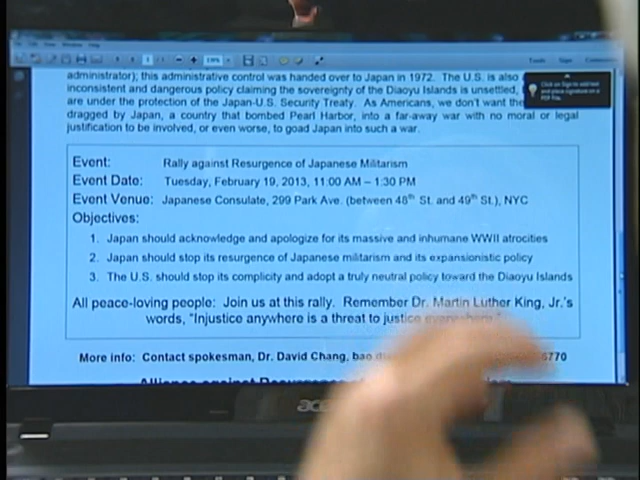 administrator); this administrative control was handed over to Japan in 1972. The U.S. is also
inconsistent and dangerous policy claiming the sovereignty of the Diaoyu Islands is unsettled,
are under the protection of the Japan-U.S. Security Treaty. As Americans, we don't want the
dragged by Japan, a country that bombed Pearl Harbor, into a far-away war with no moral or legal
justification to be involved, or even worse, to goad Japan into such a war.
Event: Rally against Resurgence of Japanese Militarism
Event Date: Tuesday, February 19, 2013, 11:00 AM – 1:30 PM
Event Venue: Japanese Consulate, 299 Park Ave. (between 48th St. and 49th St.), NYC
Objectives:
1. Japan should acknowledge and apologize for its massive and inhumane WWII atrocities
2. Japan should stop its resurgence of Japanese militarism and its expansionistic policy
3. The U.S. should stop its complicity and adopt a truly neutral policy toward the Diaoyu Islands
All peace-loving people: Join us at this rally. Remember Dr. Martin Luther King, Jr.'s
words, "Injustice anywhere is a threat to justice everywhere."
More info: Contact spokesman, Dr. David Chang, 6770
acer